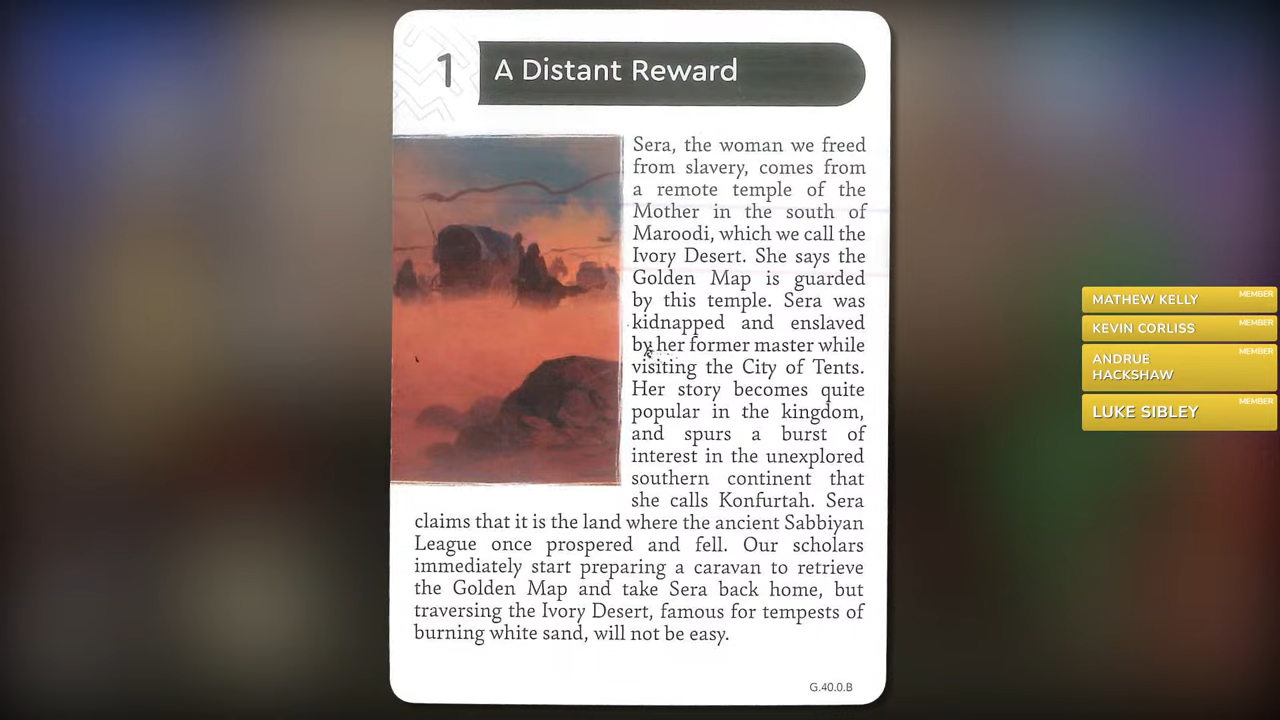 1
A Distant Reward
Sera, the woman we freed
from slavery, comes from
a remote temple of the
Mother in the south of
Maroodi, which we call the
Ivory Desert. She says the
Golden Map is guarded
by this temple. Sera was
kidnapped and enslaved
by her former master while
visiting the City of Tents.
Her story becomes quite
popular in the kingdom,
and spurs a burst of
interest in the unexplored
southern continent that
she calls Konfurtah. Sera
claims that it is the land where the ancient Sabbiyan
League once prospered and fell. Our scholars
immediately start preparing a caravan to retrieve
the Golden Map and take Sera back home, but
traversing the Ivory Desert, famous for tempests of
burning white sand, will not be easy.
G.40.0.B
MATHEW KELLY MEMBER
KEVIN CORLISS MEMBER
ANDRUE MEMBER
HACKSHAW
LUKE SIBLEY MEMBER